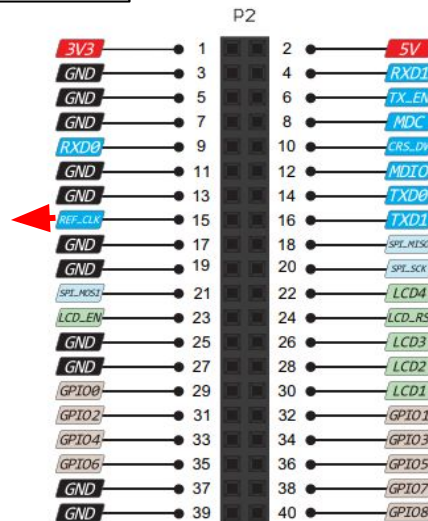 P2
3V3 1 2 5V
GND 3 4 RXD1
GND 5 6 TX_EN
GND 7 8 MDC
RXD0 9 10 CRS_DV
GND 11 12 MDIO
GND 13 14 TXD0
REF_CLK 15 16 TXD1
GND 17 18 SPI_MISO
GND 19 20 SPI_SCK
SPI_MOSI 21 22 LCD4
LCD_EN 23 24 LCD_RS
GND 25 26 LCD3
GND 27 28 LCD2
GPIO0 29 30 LCD1
GPIO2 31 32 GPIO1
GPIO4 33 34 GPIO3
GPIO6 35 36 GPIO5
GND 37 38 GPIO7
GND 39 40 GPIO8